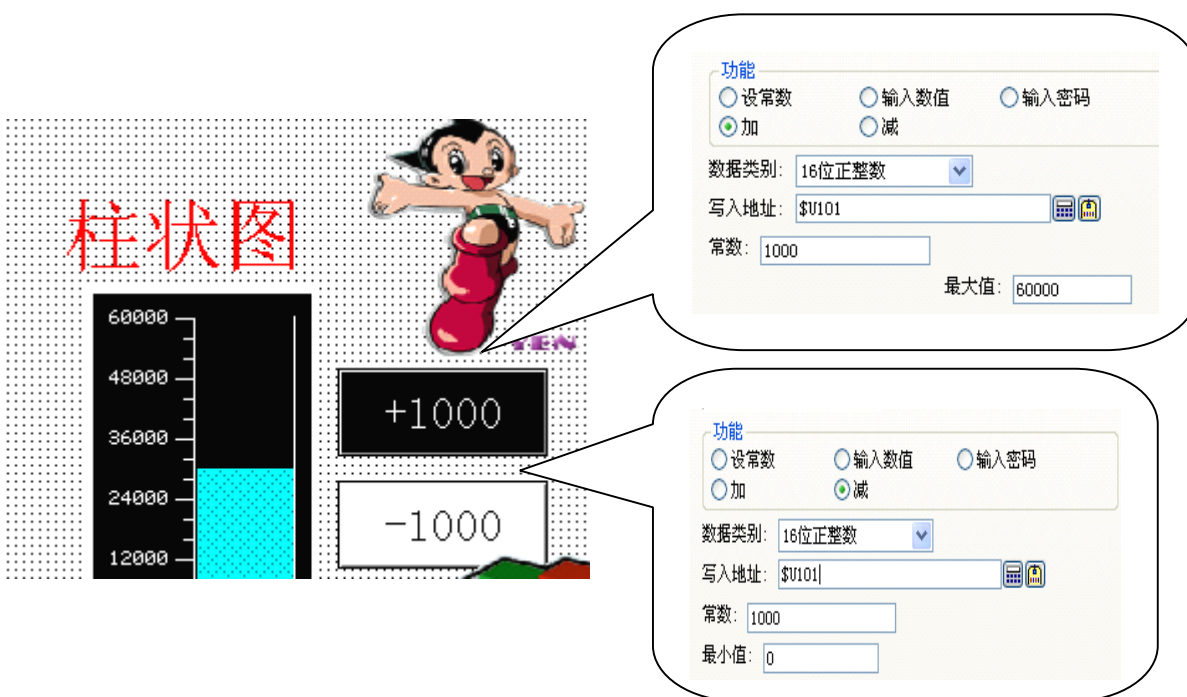 柱状图
YEN
60000
48000
36000
24000
12000
+1000
-1000
功能
设常数 输入数值 输入密码
加 减
数据类别: 16位正整数
写入地址: $U101
常数: 1000
最大值: 60000
功能
设常数 输入数值 输入密码
加 减
数据类别: 16位正整数
写入地址: $U101
常数: 1000
最小值: 0